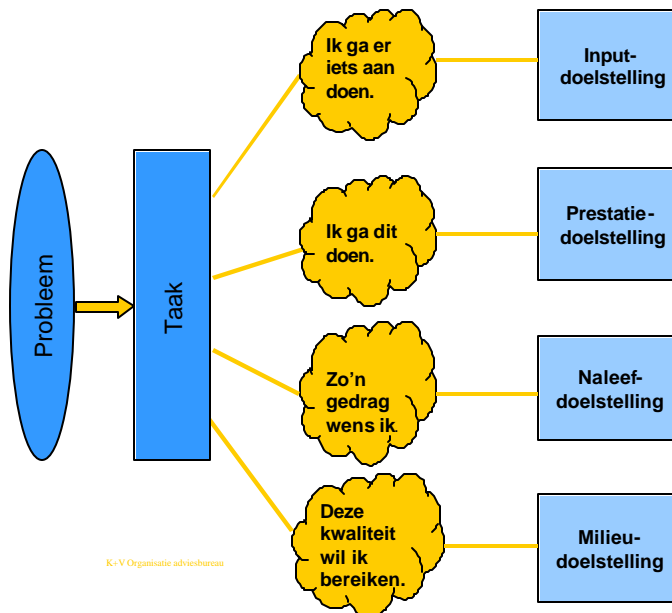 Probleem
Taak
Ik ga er
iets aan
doen.
Input-
doelstelling
Ik ga dit
doen.
Prestatie-
doelstelling
Zo'n
gedrag
wens ik.
Naleef-
doelstelling
Deze
kwaliteit
wil ik
bereiken.
Milieu-
doelstelling
K+V Organisatie adviesbureau